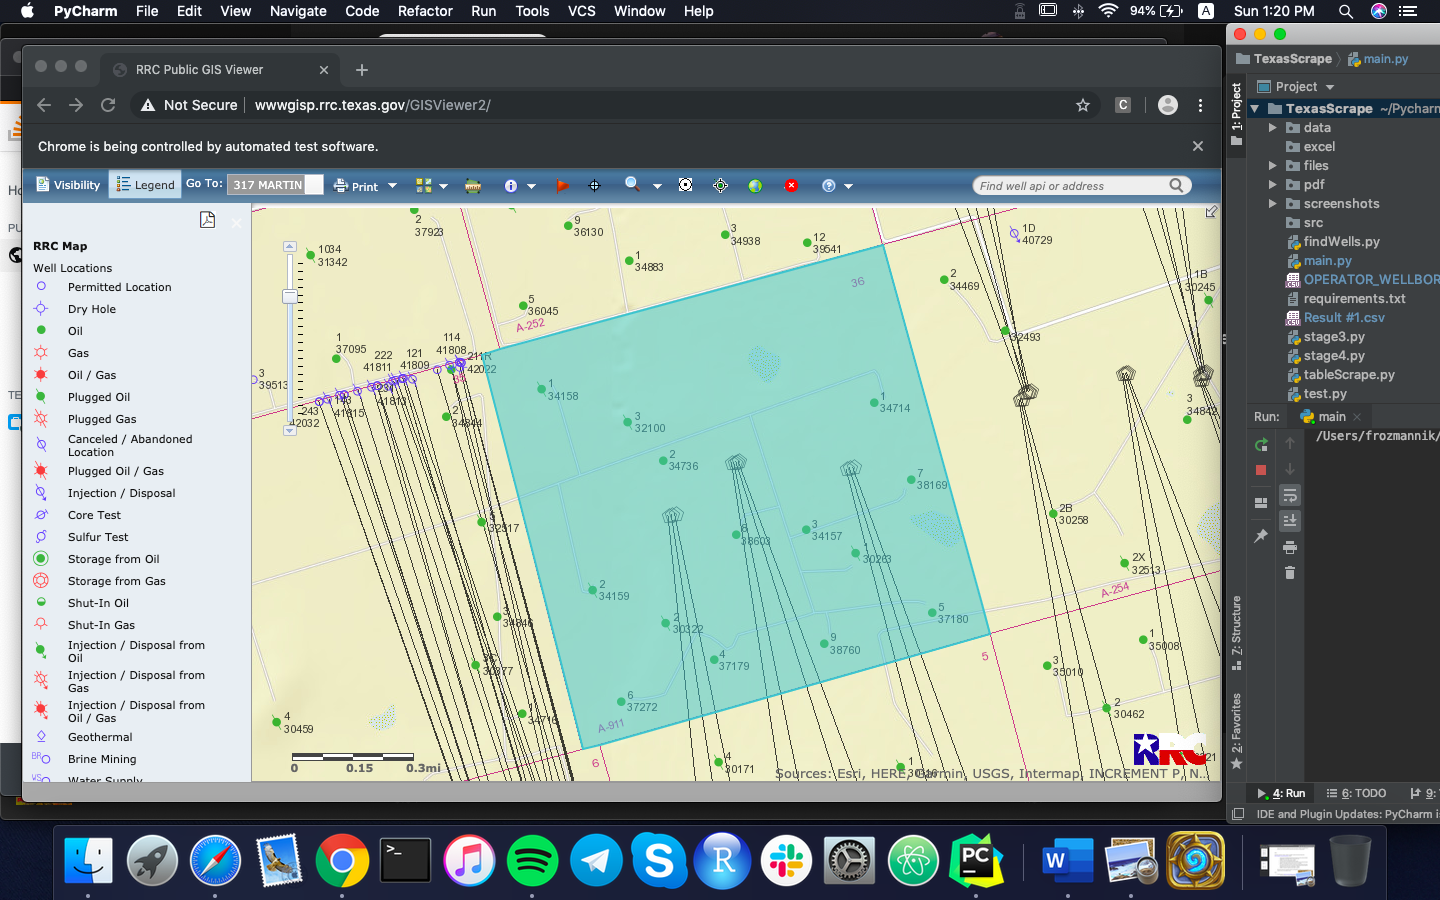 PyCharm File Edit View Navigate Code Refactor Run Tools VCS Window Help
94% A Sun 1:20 PM
RRC Public GIS Viewer
Not Secure wwwgisp.rrc.texas.gov/GISViewer2/
C
Chrome is being controlled by automated test software.
Visibility Legend Go To: 317 MARTIN Print
Find well api or address
RRC Map
Well Locations
Permitted Location
Dry Hole
Oil
Gas
Oil / Gas
Plugged Oil
Plugged Gas
Canceled / Abandoned
Location
Plugged Oil / Gas
Injection / Disposal
Core Test
Sulfur Test
Storage from Oil
Storage from Gas
Shut-In Oil
Shut-In Gas
Injection / Disposal from
Oil
Injection / Disposal from
Gas
Injection / Disposal from
Oil / Gas
Geothermal
BR Brine Mining
WS Water Supply
2
37923
9
36130
3
34938
12
39541
1D
40729
1034
31342
1
34883
2
34469
1B
30245
36
5
36045
A-252
32493
1
37095
114
41808
211R
42022
222
41811
121
41809
3
39513
41813
41815
243
42032
2
34844
1
34158
3
32100
1
34714
3
34842
2
34736
7
38169
2B
30258
32517
6
38603
3
34157
1
30263
2X
32513
2
34159
A-254
3
34846
2
30322
5
37180
9
38760
1
35008
3C
30377
4
37179
5
3
35010
6
37272
2
30462
4
30459
34716
A-911
6
4
30171
1
0 0.15 0.3mi
Sources: Esri, HERE, Garmin, USGS, Intermap, INCREMENT P, N...
RRC
TexasScrape main.py
Project
TexasScrape ~/Pycharm
data
excel
files
pdf
screenshots
src
findWells.py
main.py
OPERATOR_WELLBOR
requirements.txt
Result #1.csv
stage3.py
stage4.py
tableScrape.py
test.py
1: Project
7: Structure
2: Favorites
Run: main
/Users/frozmannik/
4: Run 6: TODO 9:
IDE and Plugin Updates: PyCharm is
>_
S
R
PC
W